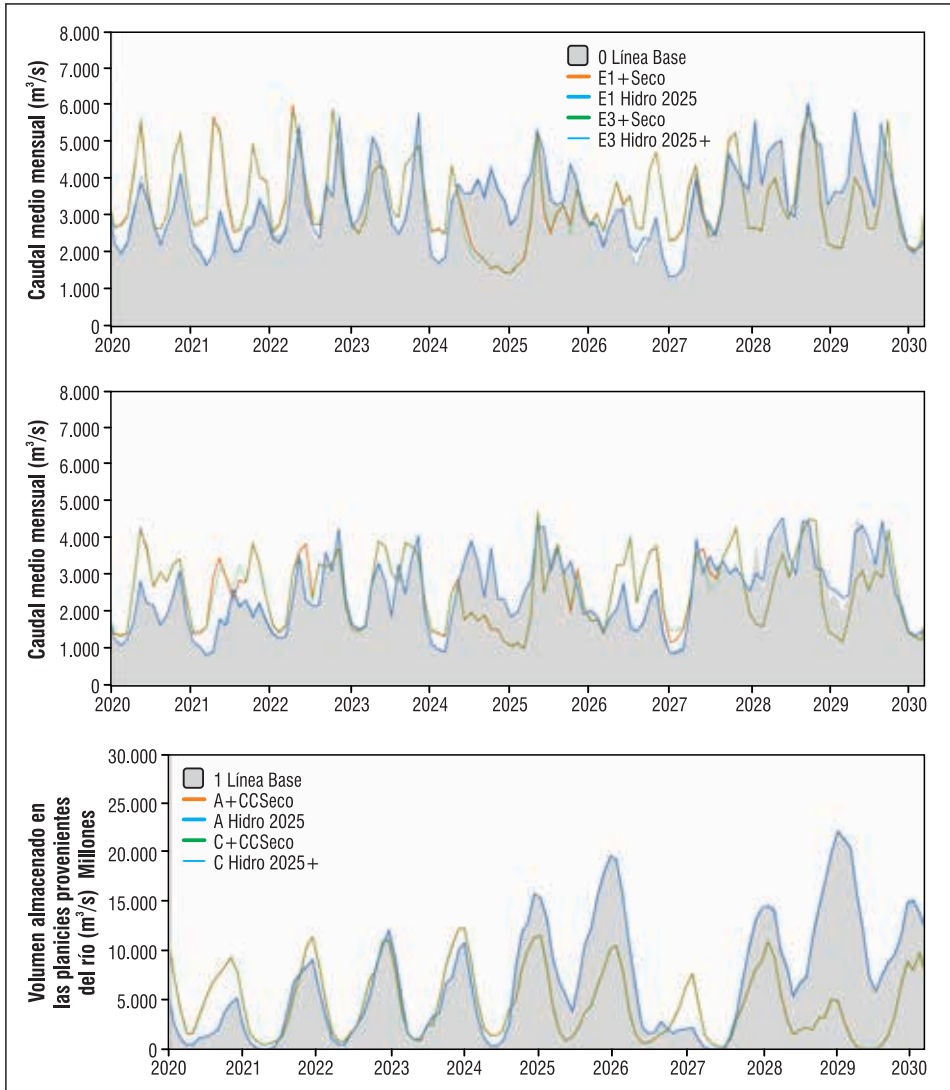 8.000
7.000
6.000
5.000
4.000
3.000
2.000
1.000
0
Caudal medio mensual (m³/s)
0 Línea Base
E1+Seco
E1 Hidro 2025
E3+Seco
E3 Hidro 2025+
2020 2021 2022 2023 2024 2025 2026 2027 2028 2029 2030
8.000
7.000
6.000
5.000
4.000
3.000
2.000
1.000
0
Caudal medio mensual (m³/s)
2020 2021 2022 2023 2024 2025 2026 2027 2028 2029 2030
30.000
25.000
20.000
15.000
10.000
5.000
0
Volumen almacenado en
las planicies provenientes
del río (m³/s) Millones
1 Línea Base
A+CCSeco
A Hidro 2025
C+CCSeco
C Hidro 2025+
2020 2021 2022 2023 2024 2025 2026 2027 2028 2029 2030